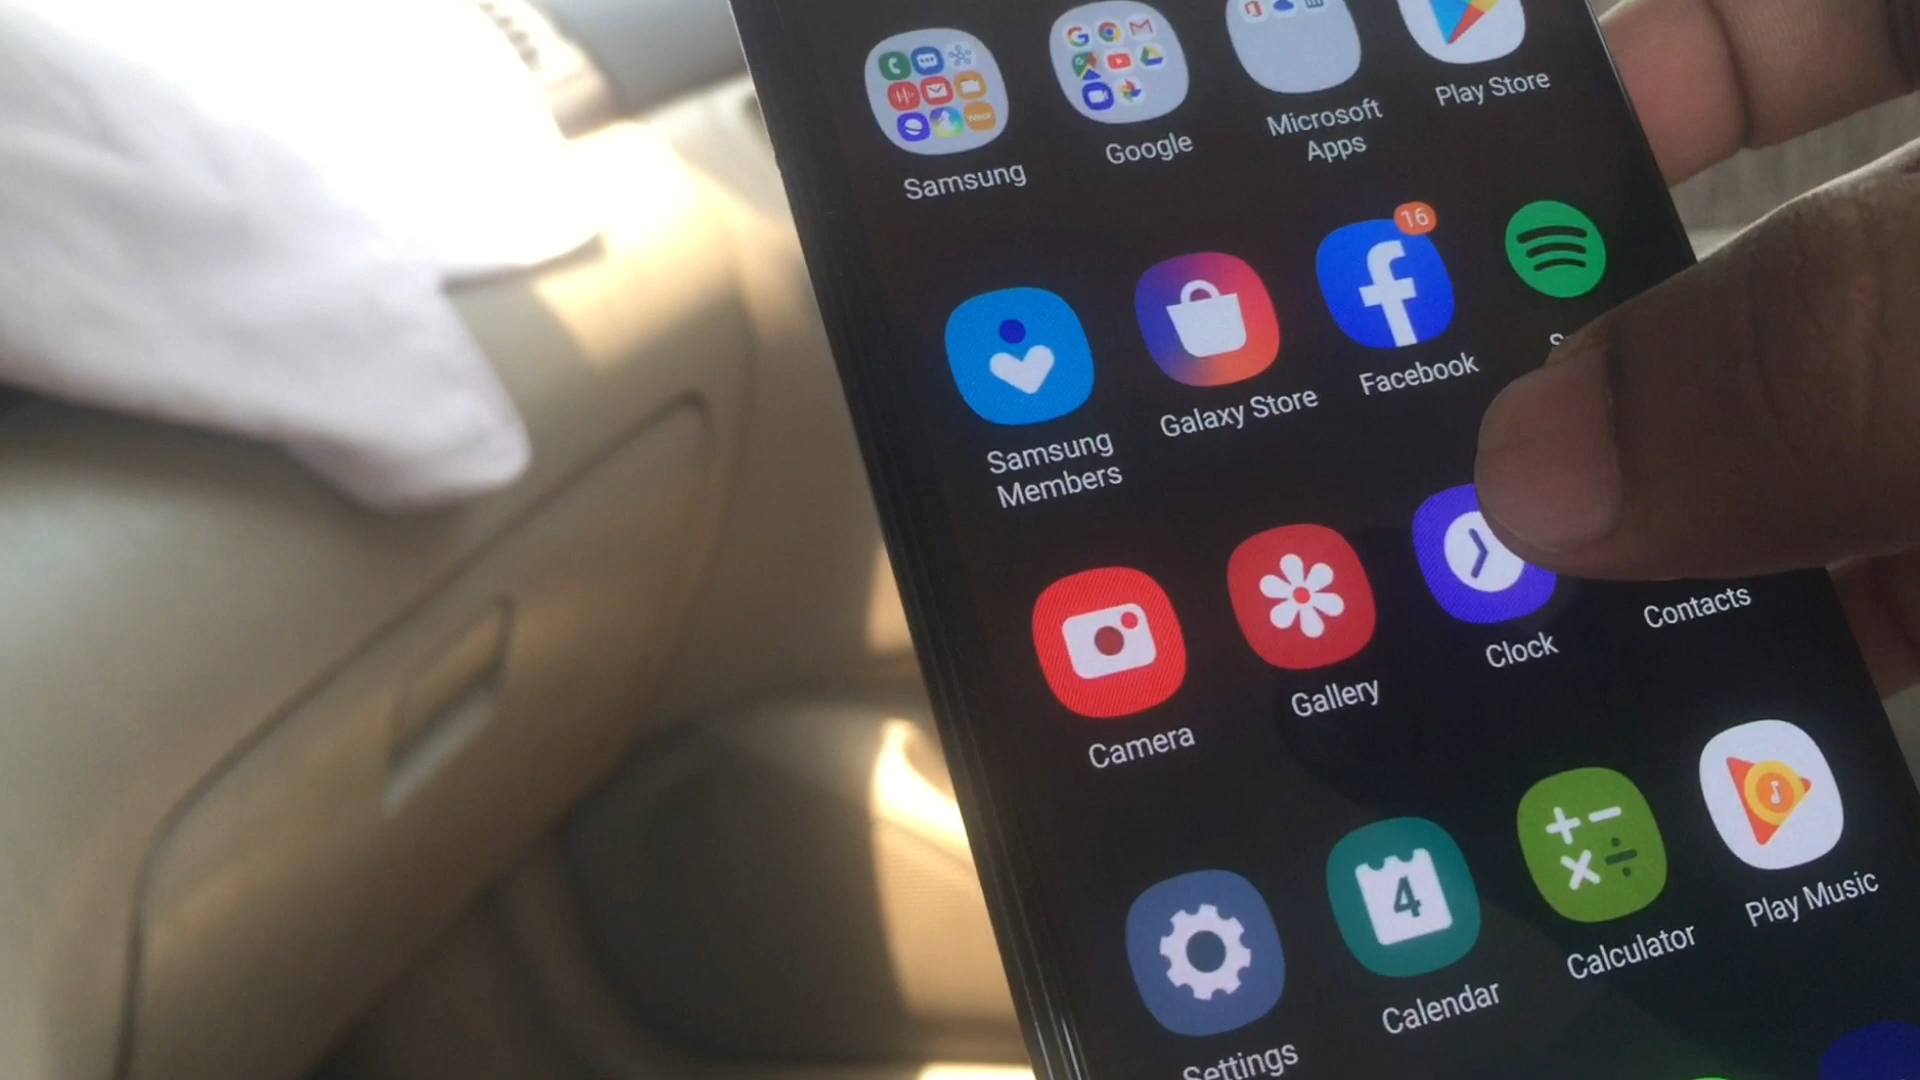 Samsung
Google
Microsoft
Apps
Play Store
Samsung
Members
Galaxy Store
16
Facebook
Camera
Gallery
Clock
Contacts
Settings
4
Calendar
Calculator
Play Music